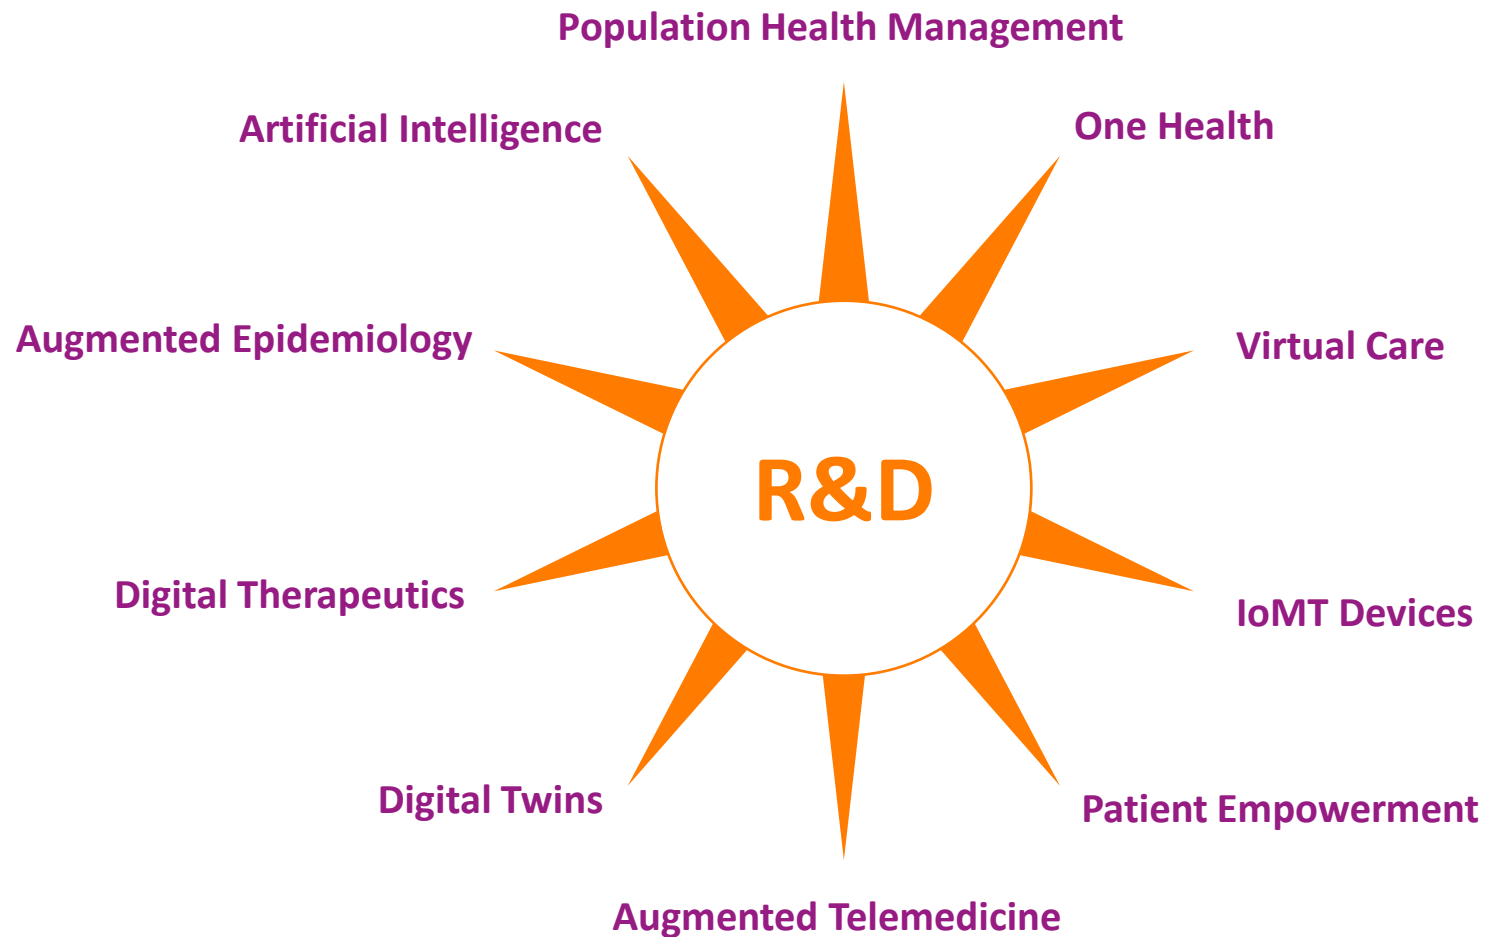 Population Health Management
Artificial Intelligence
One Health
Augmented Epidemiology
Virtual Care
R&D
Digital Therapeutics
IoMT Devices
Digital Twins
Patient Empowerment
Augmented Telemedicine